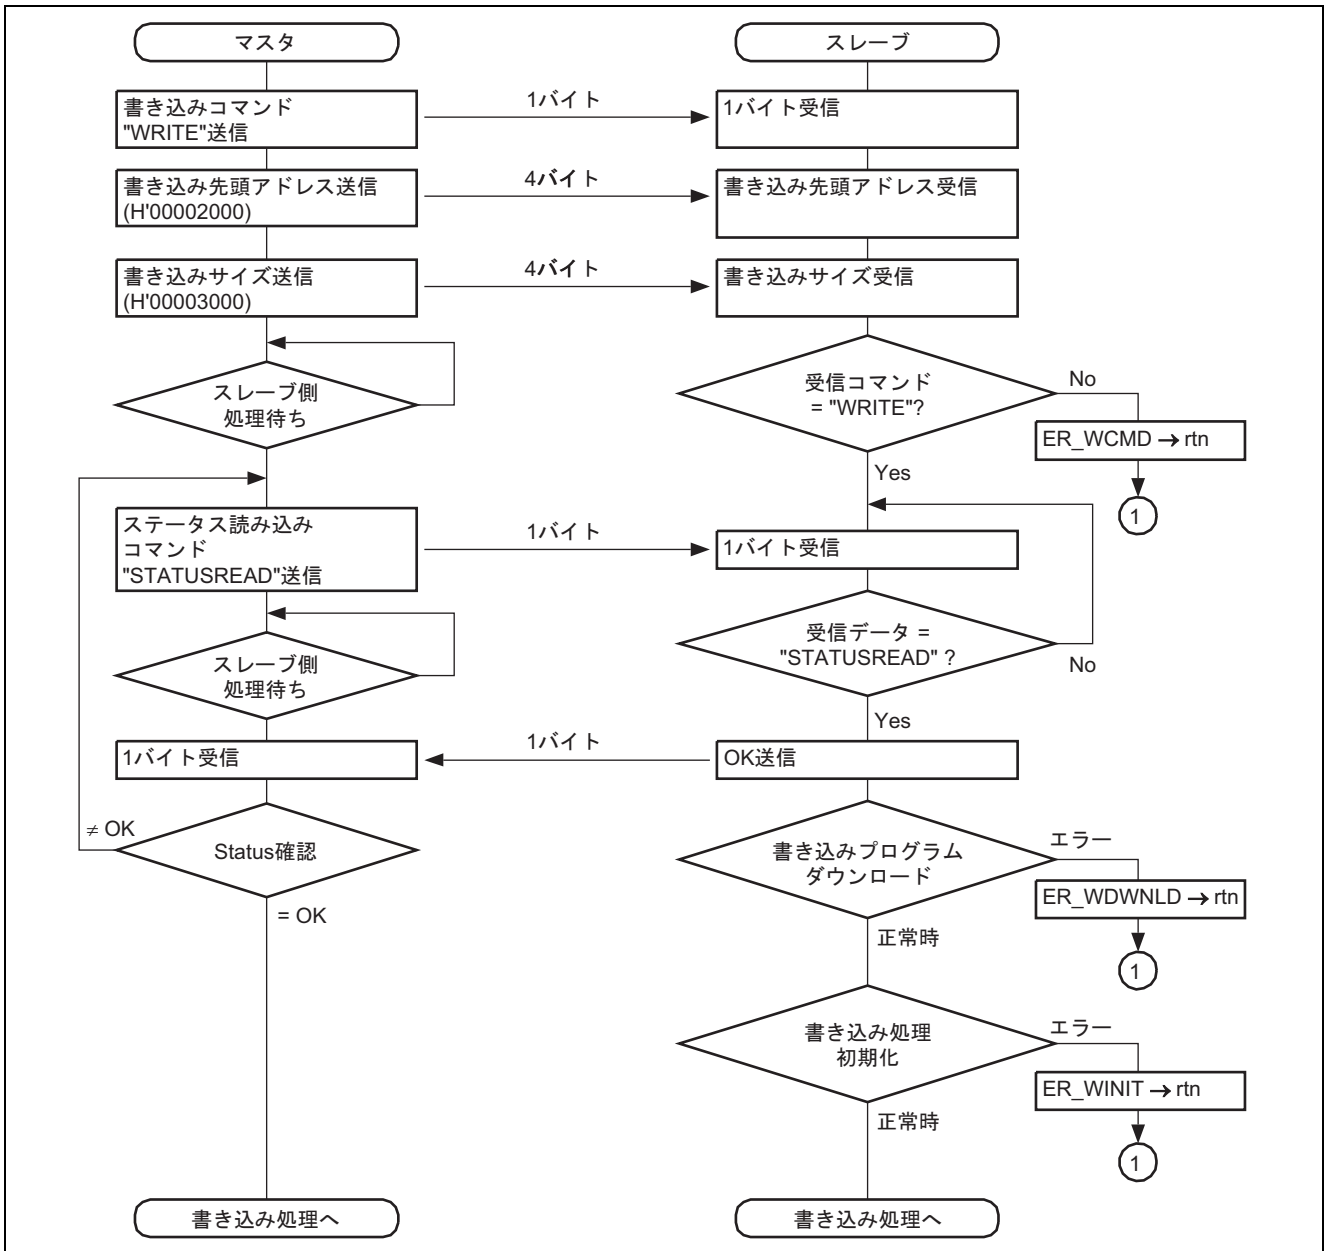 マスタ
スレーブ
書き込みコマンド
"WRITE"送信
1バイト
1バイト受信
書き込み先頭アドレス送信
(H'00002000)
4バイト
書き込み先頭アドレス受信
書き込みサイズ送信
(H'00003000)
4バイト
書き込みサイズ受信
スレーブ側
処理待ち
受信コマンド
= "WRITE"?
No
ER_WCMD → rtn
1
Yes
ステータス読み込み
コマンド
"STATUSREAD"送信
1バイト
1バイト受信
スレーブ側
処理待ち
受信データ =
"STATUSREAD" ?
No
Yes
1バイト受信
1バイト
OK送信
≠ OK
Status確認
= OK
書き込みプログラム
ダウンロード
エラー
ER_WDWNLD → rtn
1
正常時
書き込み処理
初期化
エラー
ER_WINIT → rtn
1
正常時
書き込み処理へ
書き込み処理へ